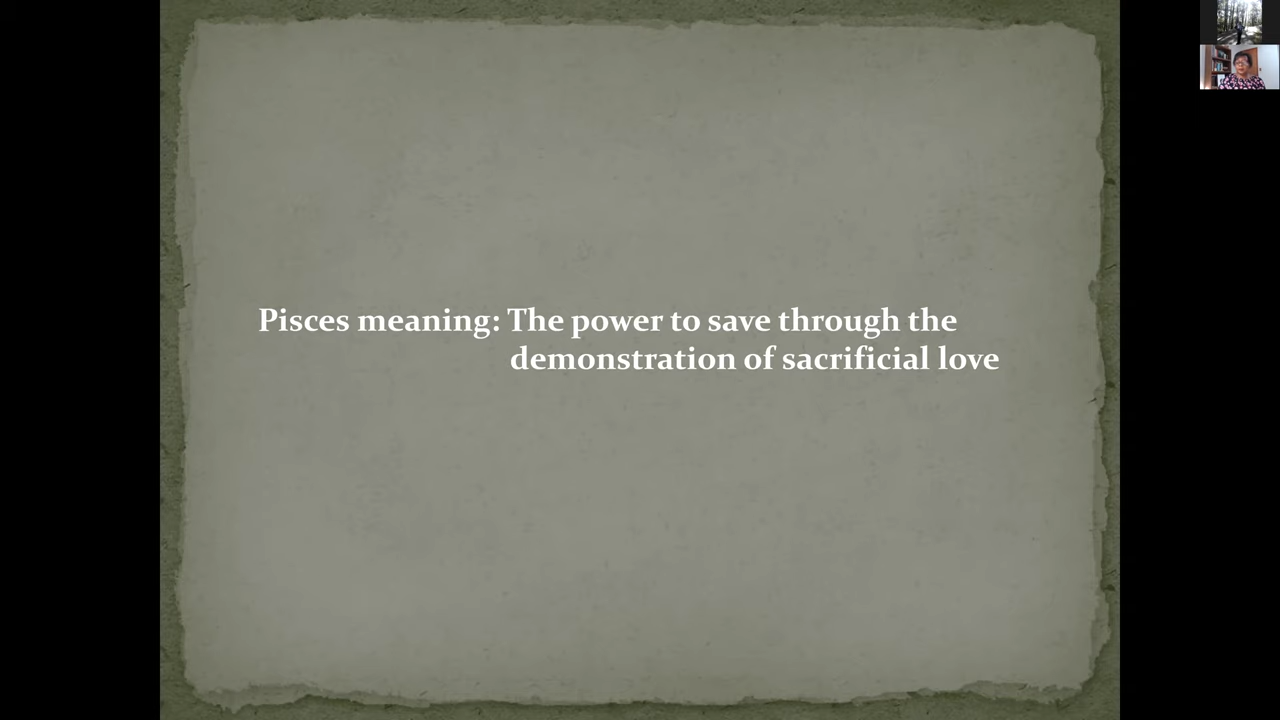 Pisces meaning: The power to save through the
demonstration of sacrificial love